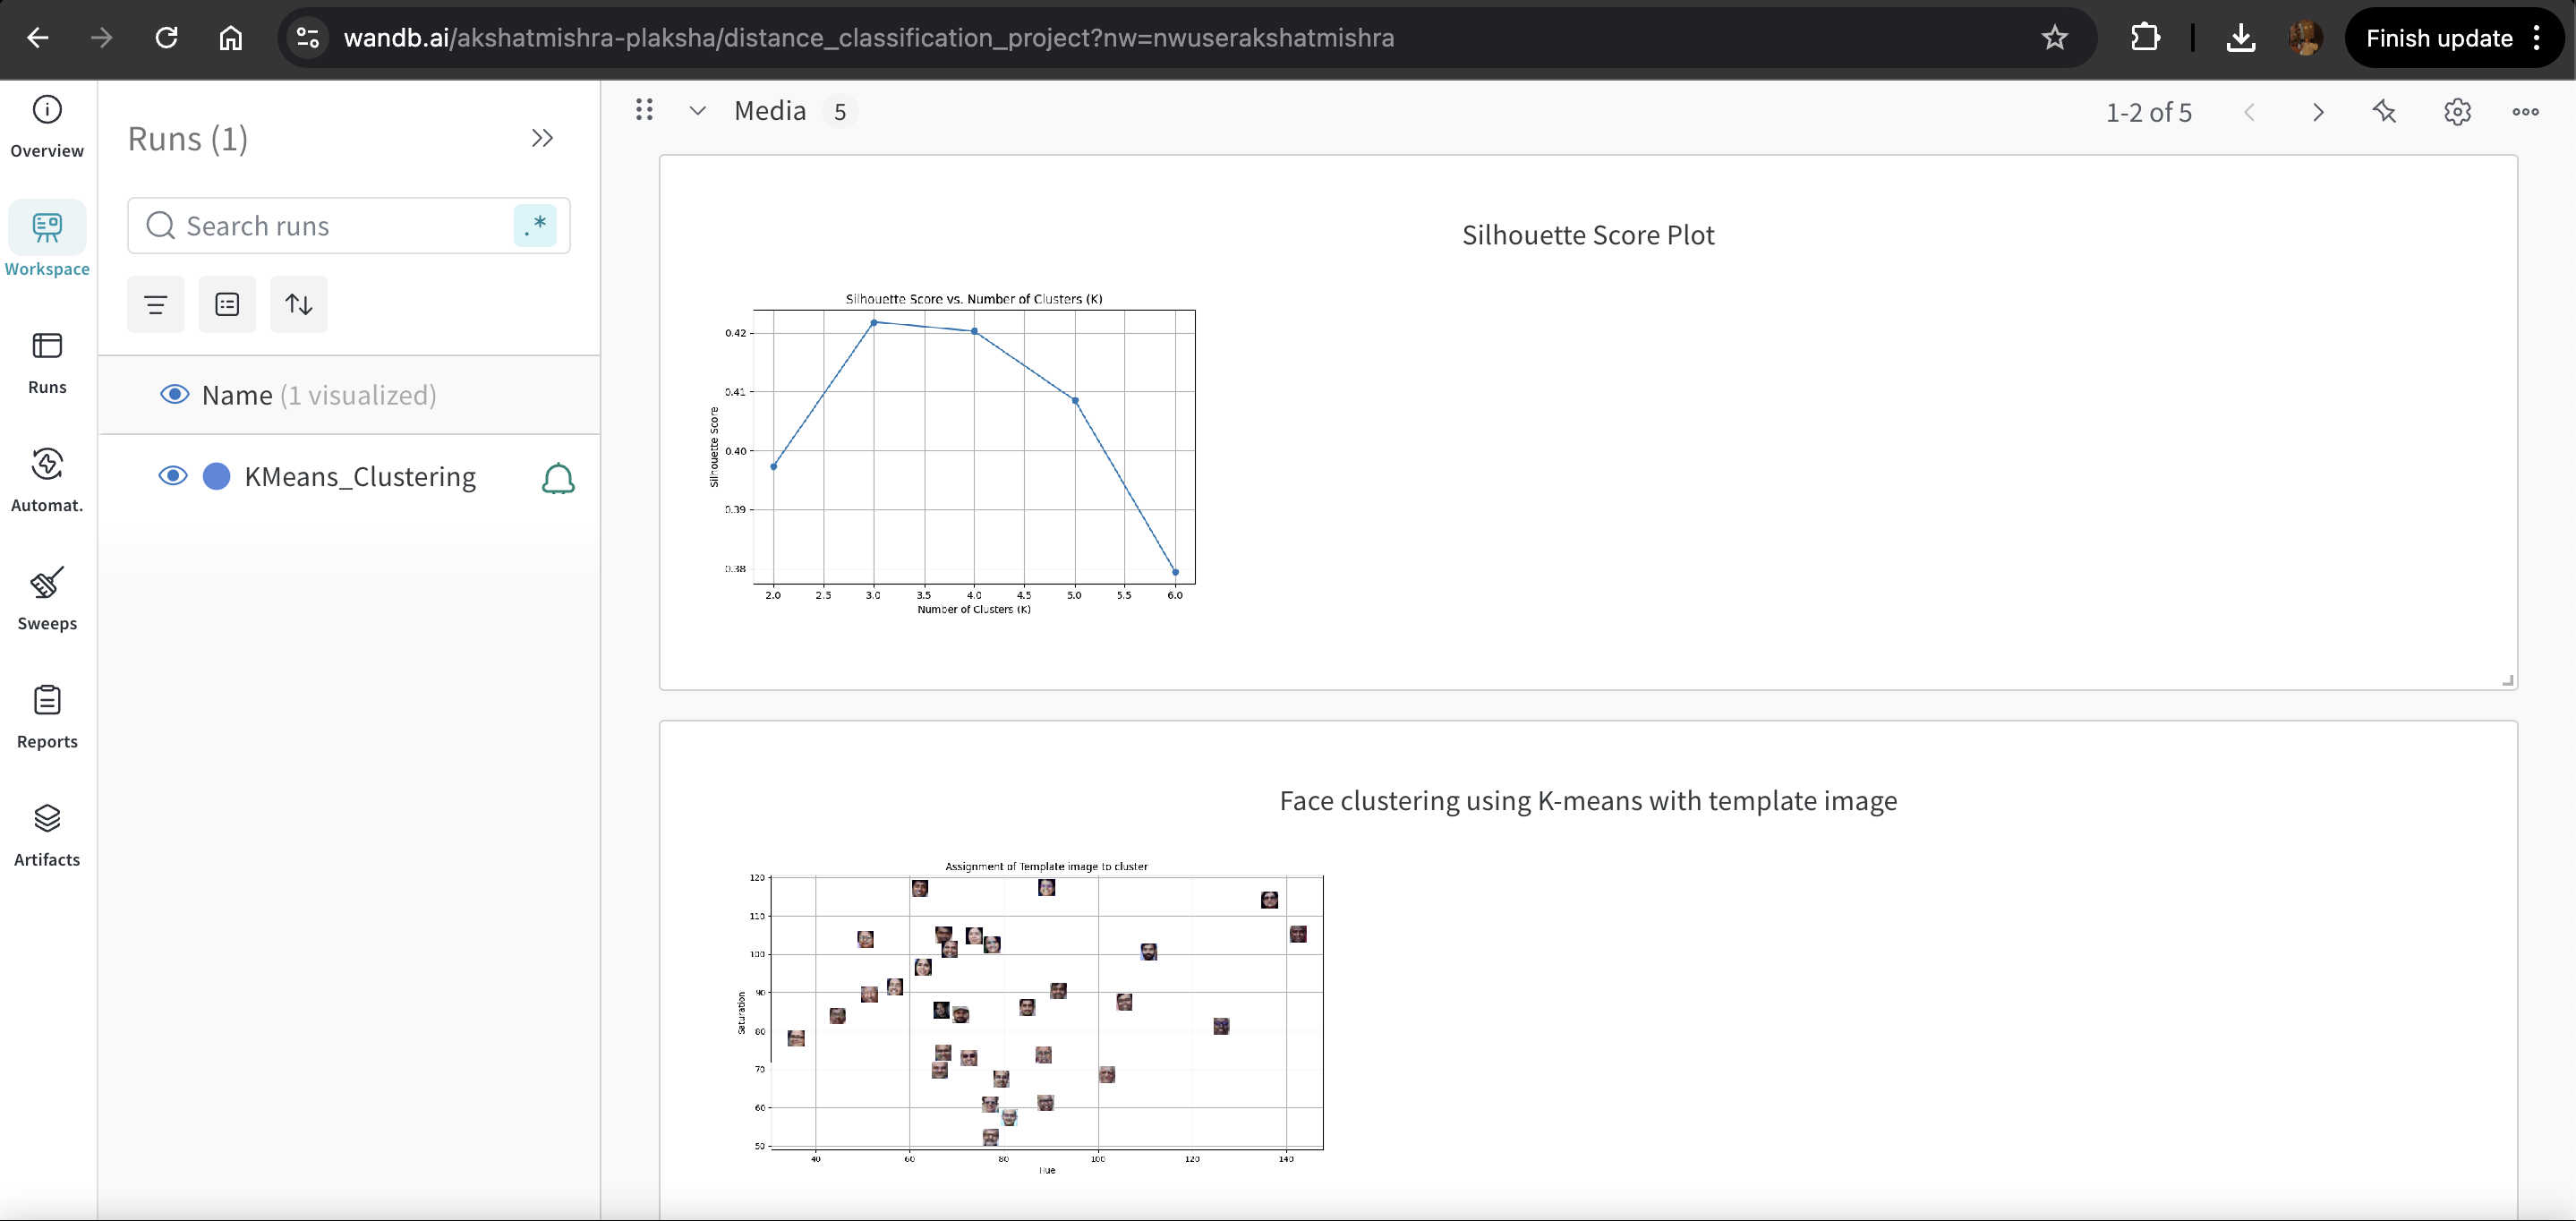 wandb.ai/akshatmishra-plaksha/distance_classification_project?nw=nwuserakshatmishra
Finish update
Overview
Workspace
Runs
Automat.
Sweeps
Reports
Artifacts
Runs (1)
Search runs
.*
Name (1 visualized)
KMeans_Clustering
Media 5
1-2 of 5
Silhouette Score Plot
Silhouette Score vs. Number of Clusters (K)
Silhouette Score
0.42
0.41
0.40
0.39
0.38
2.0 2.5 3.0 3.5 4.0 4.5 5.0 5.5 6.0
Number of Clusters (K)
Face clustering using K-means with template image
Assignment of Template image to cluster
Saturation
120
110
100
90
80
70
60
50
40 60 80 100 120 140
Hue